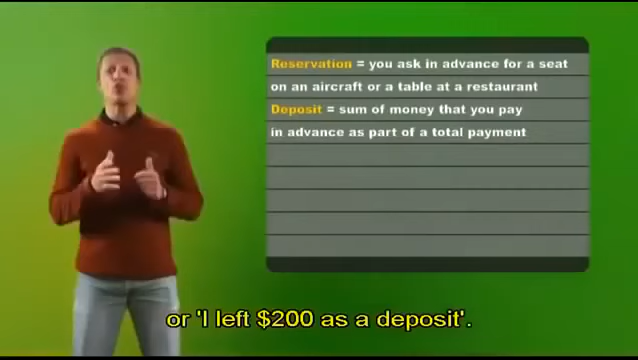 Reservation = you ask in advance for a seat
on an aircraft or a table at a restaurant
Deposit = sum of money that you pay
in advance as part of a total payment
or 'I left $200 as a deposit'.